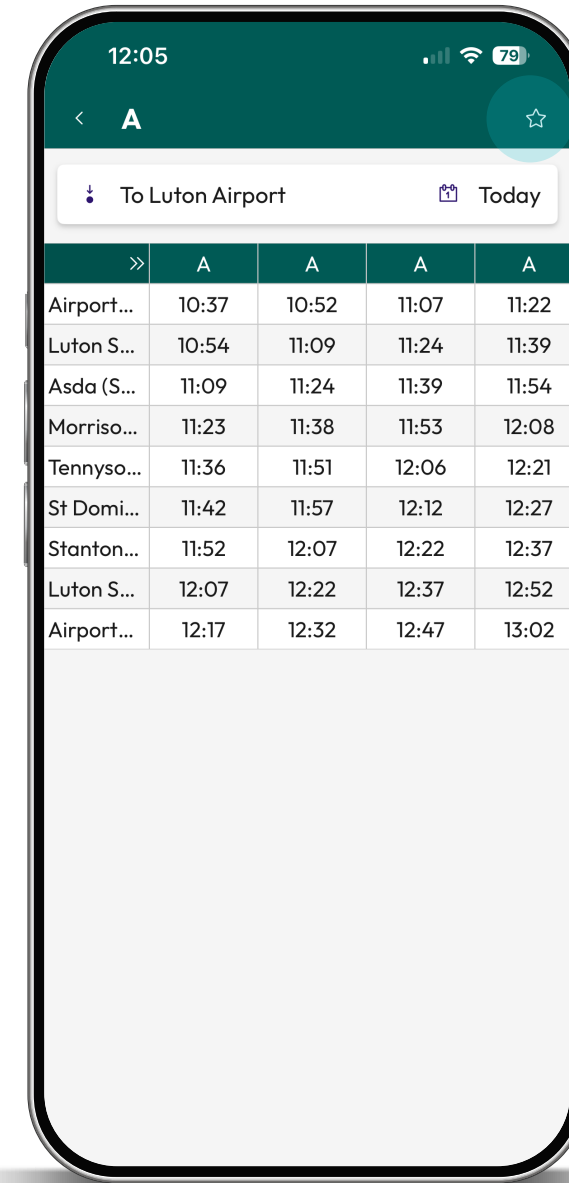 12:05 79
A
To Luton Airport 1 Today
A A A A
Airport... 10:37 10:52 11:07 11:22
Luton S... 10:54 11:09 11:24 11:39
Asda (S... 11:09 11:24 11:39 11:54
Morriso... 11:23 11:38 11:53 12:08
Tennyso... 11:36 11:51 12:06 12:21
St Domi... 11:42 11:57 12:12 12:27
Stanton... 11:52 12:07 12:22 12:37
Luton S... 12:07 12:22 12:37 12:52
Airport... 12:17 12:32 12:47 13:02